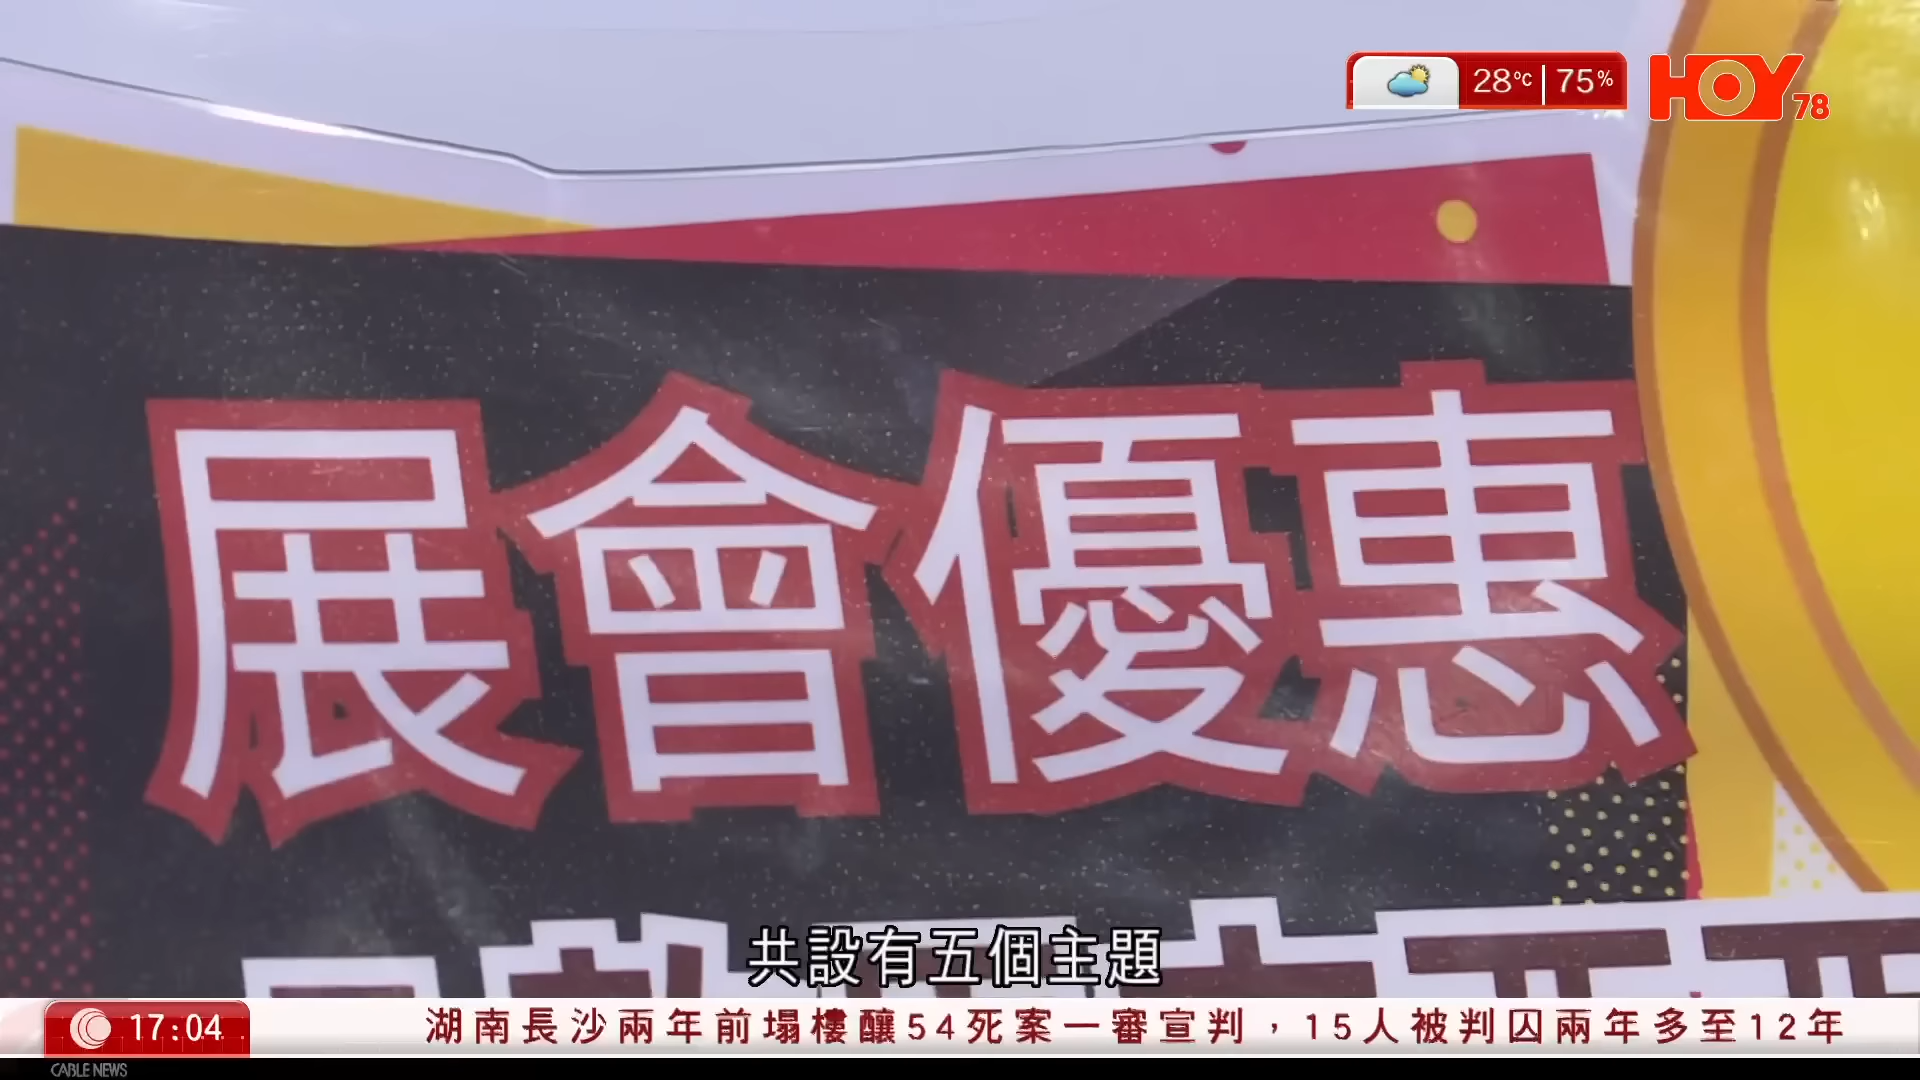 28°C | 75%
HOY 78
展會優惠
共設有五個主題
17:04
湖南長沙兩年前塌樓釀54死案一審宣判，15人被判囚兩年多至12年
CABLE NEWS